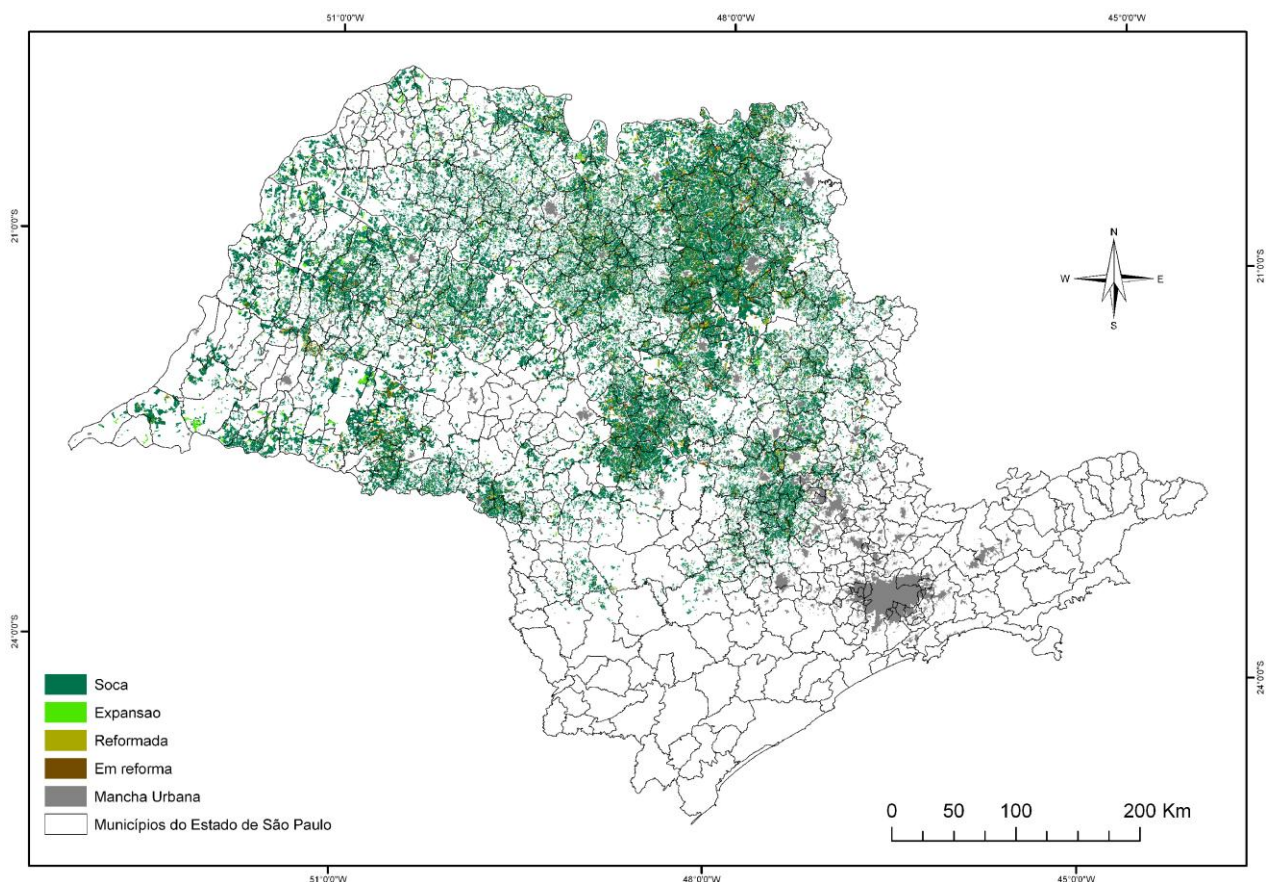 51°0'0"W
48°0'0"W
45°0'0"W
21°0'0"S
21°0'0"S
N
W
E
S
24°0'0"S
24°0'0"S
Soca
Expansao
Reformada
Em reforma
Mancha Urbana
Municípios do Estado de São Paulo
0 50 100 200 Km
51°0'0"W
48°0'0"W
45°0'0"W